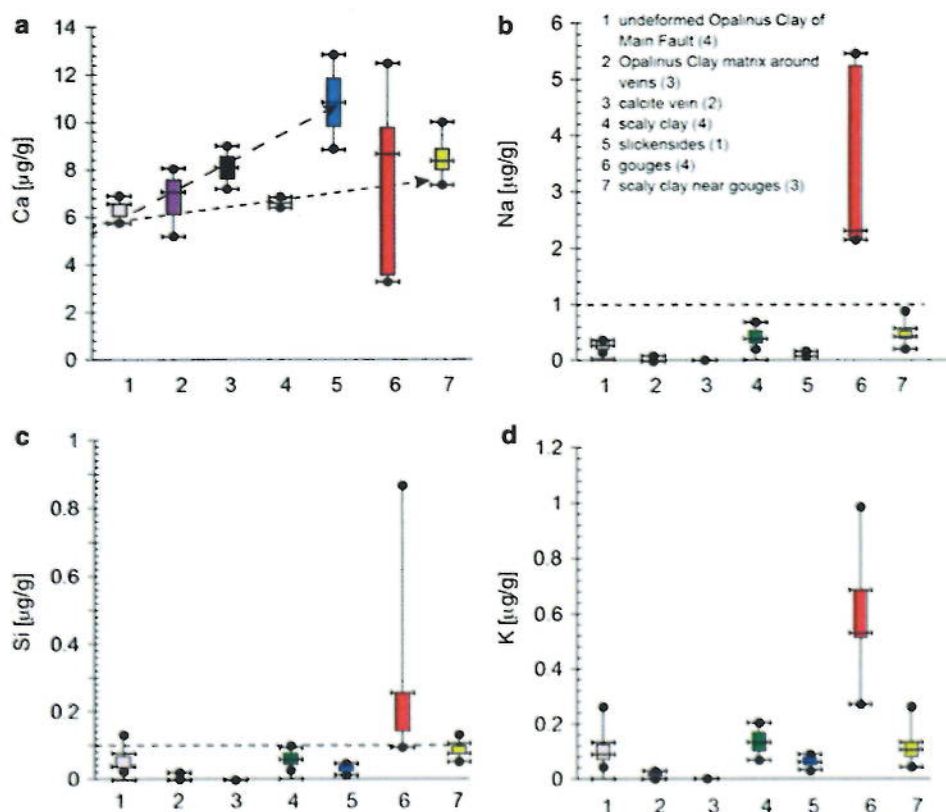 a
Ca [µg/g]
14
12
10
8
6
4
2
0
1 2 3 4 5 6 7
b
Na [µg/g]
6
5
4
3
2
1
0
1 undeformed Opalinus Clay of
Main Fault (4)
2 Opalinus Clay matrix around
veins (3)
3 calcite vein (2)
4 scaly clay (4)
5 slickensides (1)
6 gouges (4)
7 scaly clay near gouges (3)
1 2 3 4 5 6 7
c
Si [µg/g]
1
0.8
0.6
0.4
0.2
0
1 2 3 4 5 6 7
d
K [µg/g]
1.2
1
0.8
0.6
0.4
0.2
0
1 2 3 4 5 6 7